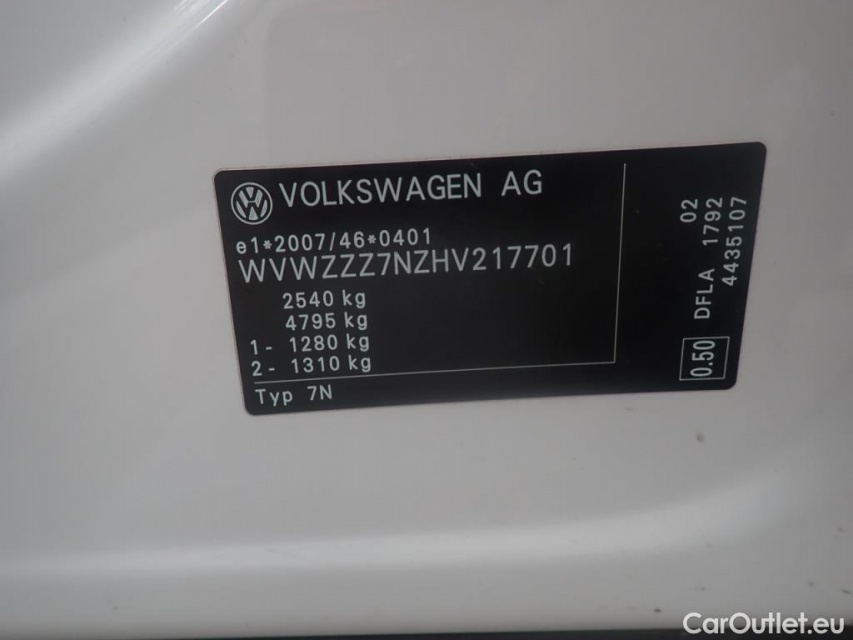 VOLKSWAGEN AG
e1*2007/46*0401
WVWZZZ7NZHV217701
2540 kg
4795 kg
1- 1280 kg
2- 1310 kg
Typ 7N
02
DFLA 1792
4435107
0.50
CarOutlet.eu